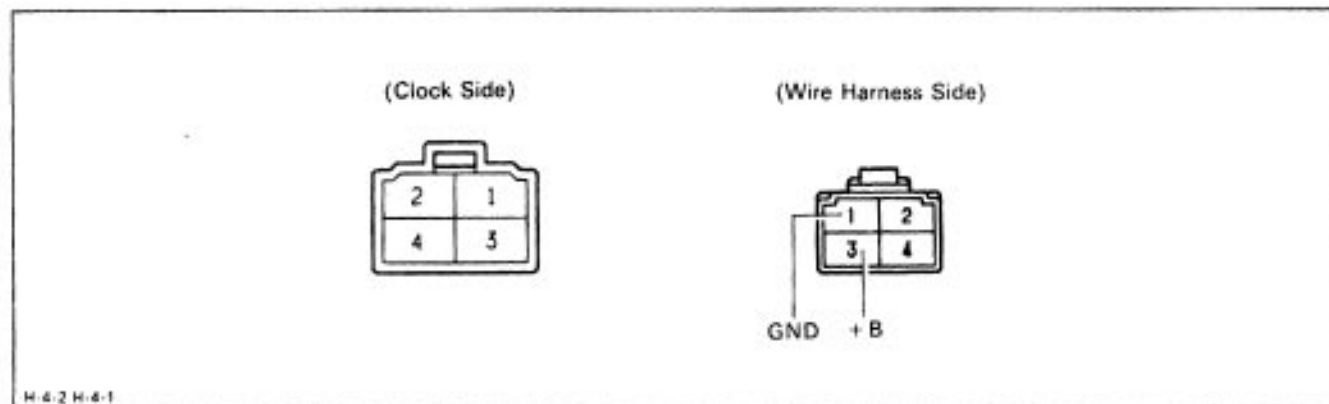 (Clock Side)
(Wire Harness Side)
2 1
4 3
1 2
3 4
GND + B
H-4-2 H-4-1